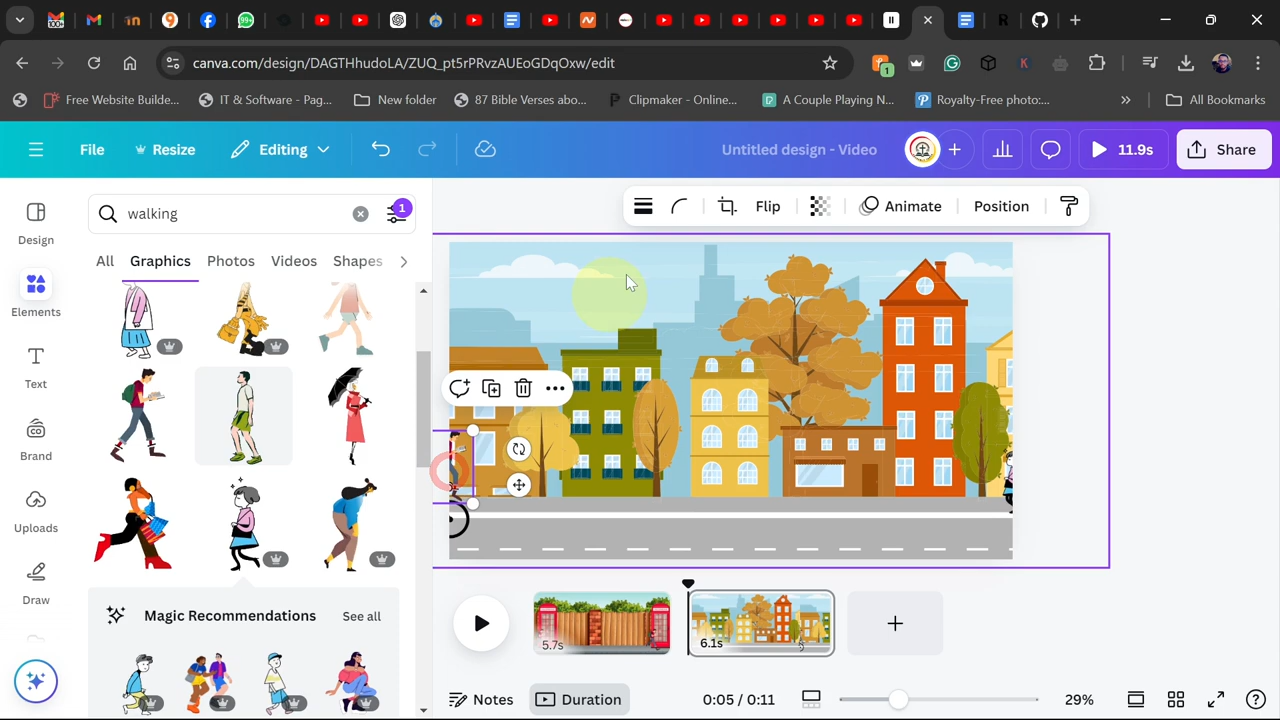 canva.com/design/DAGTHhudoLA/ZUQ_pt5rPRvzAUEoGDqOxw/edit
Free Website Builde...
IT & Software - Pag...
New folder
87 Bible Verses abo...
Clipmaker - Online...
A Couple Playing N...
Royalty-Free photo:...
All Bookmarks
File
Resize
Editing
Untitled design - Video
11.9s
Share
Design
Elements
Text
Brand
Uploads
Draw
walking
1
All
Graphics
Photos
Videos
Shapes
Flip
Animate
Position
Magic Recommendations
See all
5.7s
6.1s
Notes
Duration
0:05 / 0:11
29%